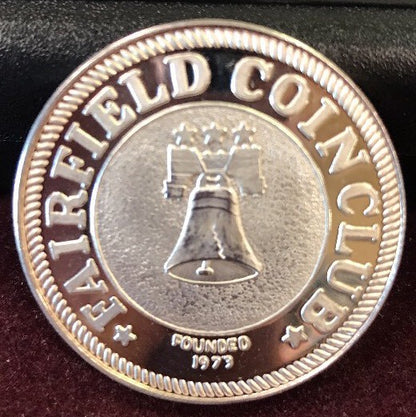 FAIRFIELD COIN CLUB
FOUNDED
1973